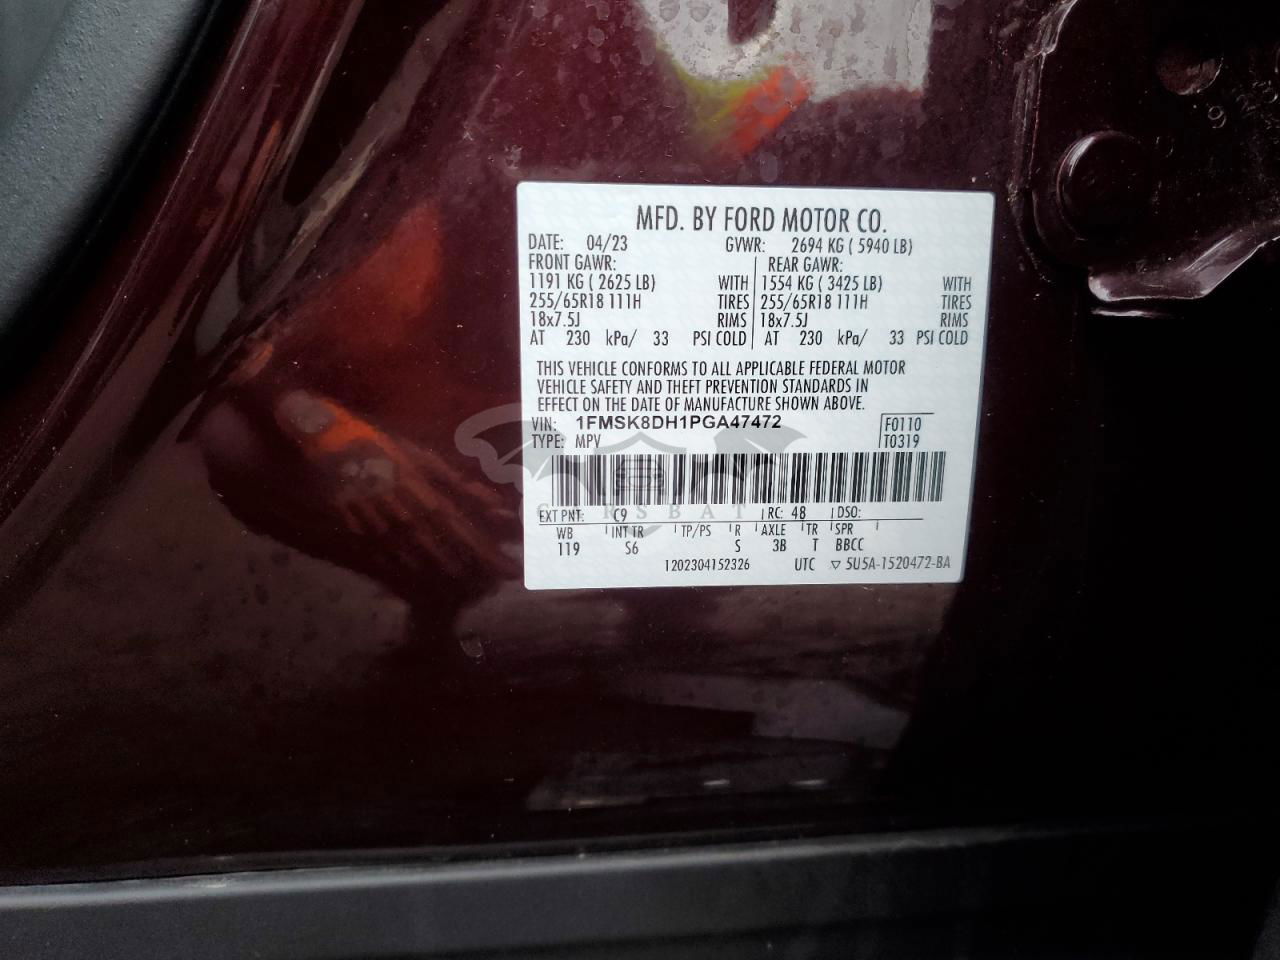 MFD. BY FORD MOTOR CO.
DATE: 04/23 GVWR: 2694 KG ( 5940 LB)
FRONT GAWR: REAR GAWR:
1191 KG ( 2625 LB) WITH 1554 KG ( 3425 LB) WITH
255/65R18 111H TIRES 255/65R18 111H TIRES
18x7.5J RIMS 18x7.5J RIMS
AT 230 kPa/ 33 PSI COLD AT 230 kPa/ 33 PSI COLD
THIS VEHICLE CONFORMS TO ALL APPLICABLE FEDERAL MOTOR
VEHICLE SAFETY AND THEFT PREVENTION STANDARDS IN
EFFECT ON THE DATE OF MANUFACTURE SHOWN ABOVE.
VIN: 1FMSK8DH1PGA47472 F0110
TYPE: MPV T0319
CARSBAT
EXT PNT: C9 RC: 48 DSO:
WB INT TR TP/PS R AXLE TR SPR
119 S6 S 3B T BBCC
1202304152326 UTC ▽ 5U5A-1520472-BA